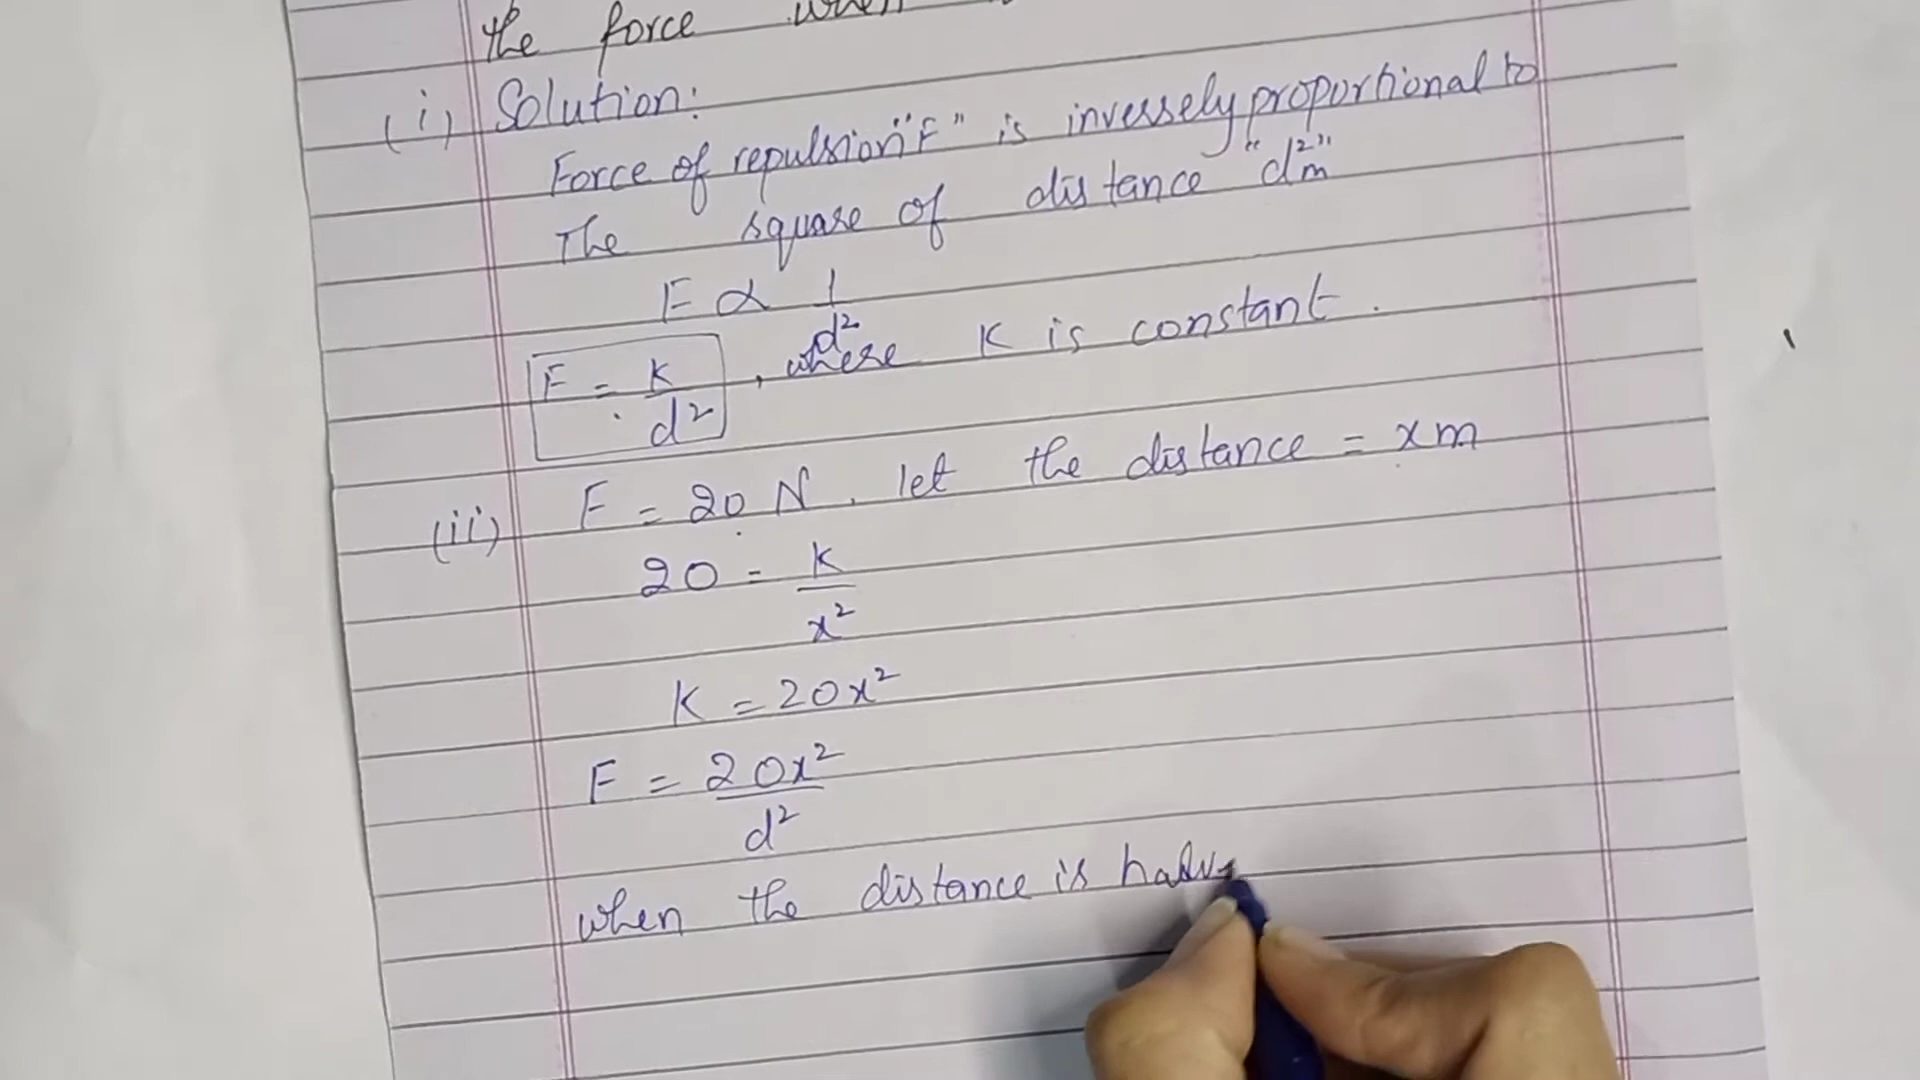 the force when
(i) Solution:
Force of repulsion "F" is inversely proportional to
The square of distance "d²m"
F ∝ 1/d²
F = K/d², where K is constant.
(ii) F = 20 N. let the distance = x m
20 = K/x²
K = 20x²
F = 20x²/d²
when the distance is halv